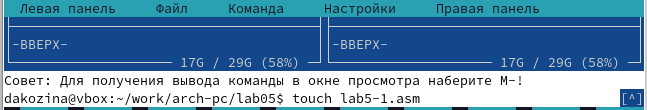 Левая панель Файл Команда Настройки Правая панель
-ВВЕРХ- -ВВЕРХ-
17G / 29G (58%) 17G / 29G (58%)
Совет: Для получения вывода команды в окне просмотра наберите M-!
dakozina@vbox:~/work/arch-pc/lab05$ touch lab5-1.asm [^]